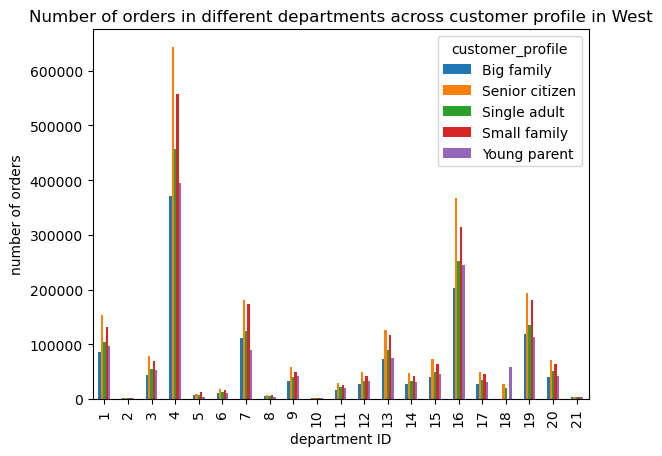 Number of orders in different departments across customer profile in West
customer_profile
Big family
Senior citizen
Single adult
Small family
Young parent
number of orders
600000
500000
400000
300000
200000
100000
0
1 2 3 4 5 6 7 8 9 10 11 12 13 14 15 16 17 18 19 20 21
department ID